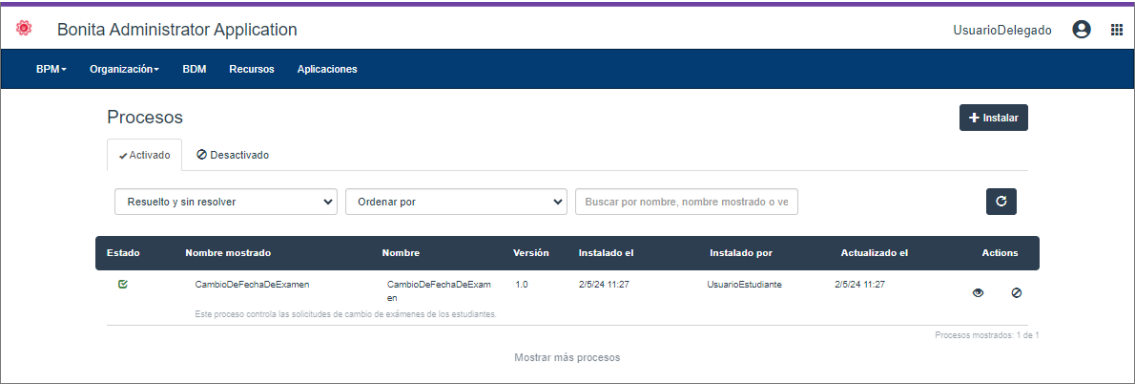 Bonita Administrator Application
UsuarioDelegado
BPM Organización BDM Recursos Aplicaciones
Procesos
Instalar
Activado Desactivado
Resuelto y sin resolver Ordenar por Buscar por nombre, nombre mostrado o ve
Estado Nombre mostrado Nombre Versión Instalado el Instalado por Actualizado el Actions
CambioDeFechaDeExamen CambioDeFechaDeExam 1.0 2/5/24 11:27 UsuarioEstudiante 2/5/24 11:27
en
Este proceso controla las solicitudes de cambio de exámenes de los estudiantes.
Procesos mostrados: 1 de 1
Mostrar más procesos